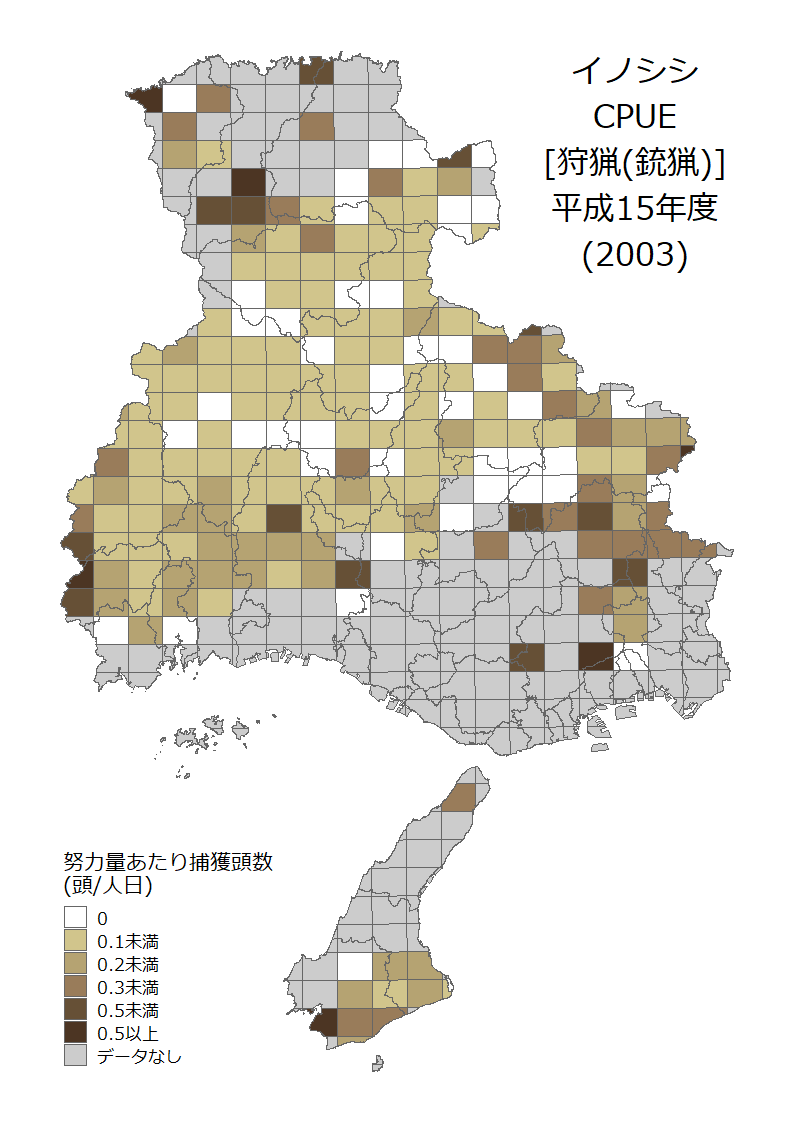 イノシシ
CPUE
[狩猟(銃猟)]
平成15年度
(2003)
努力量あたり捕獲頭数
(頭/人日)
0
0.1未満
0.2未満
0.3未満
0.5未満
0.5以上
データなし